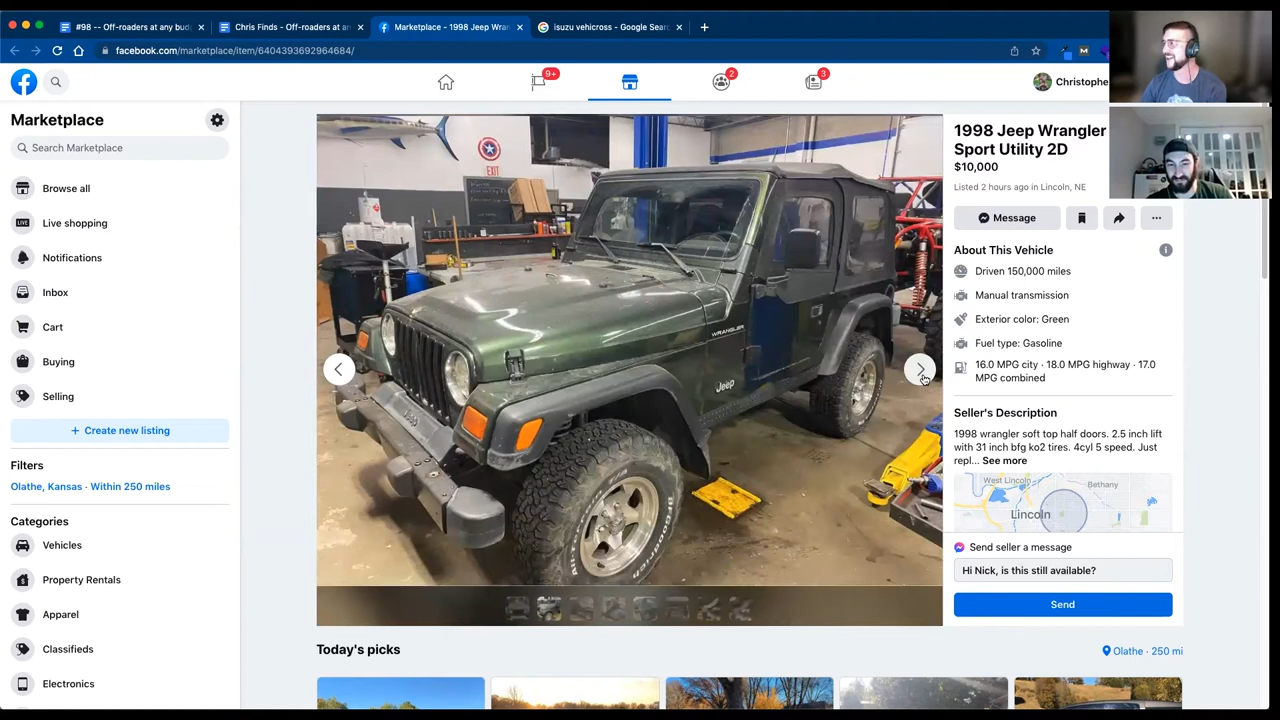 #98 - Off-roaders at any bud
Chris Finds - Off-roaders at an
Marketplace - 1998 Jeep Wran
isuzu vehicross - Google Searc
facebook.com/marketplace/item/6404393692964684/
M
9+
2
3
Christophe
Marketplace
Search Marketplace
Browse all
LIVE
Live shopping
Notifications
Inbox
Cart
Buying
Selling
+ Create new listing
Filters
Olathe, Kansas · Within 250 miles
Categories
Vehicles
Property Rentals
Apparel
Classifieds
Electronics
EXIT
WRANGLER
Jeep
BFGoodrich
1998 Jeep Wrangler
Sport Utility 2D
$10,000
Listed 2 hours ago in Lincoln, NE
Message
About This Vehicle
Driven 150,000 miles
Manual transmission
Exterior color: Green
Fuel type: Gasoline
16.0 MPG city · 18.0 MPG highway · 17.0
MPG combined
Seller's Description
1998 wrangler soft top half doors. 2.5 inch lift
with 31 inch bfg ko2 tires. 4cyl 5 speed. Just
repl... See more
West Lincoln
Bethany
Lincoln
Send seller a message
Hi Nick, is this still available?
Send
Today's picks
Olathe · 250 mi